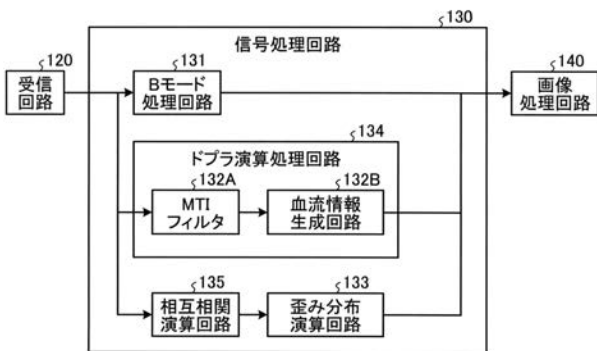 130
信号処理回路
120
受信
回路
131
Bモード
処理回路
140
画像
処理回路
134
ドプラ演算処理回路
132A
MTI
フィルタ
132B
血流情報
生成回路
135
相互相関
演算回路
133
歪み分布
演算回路